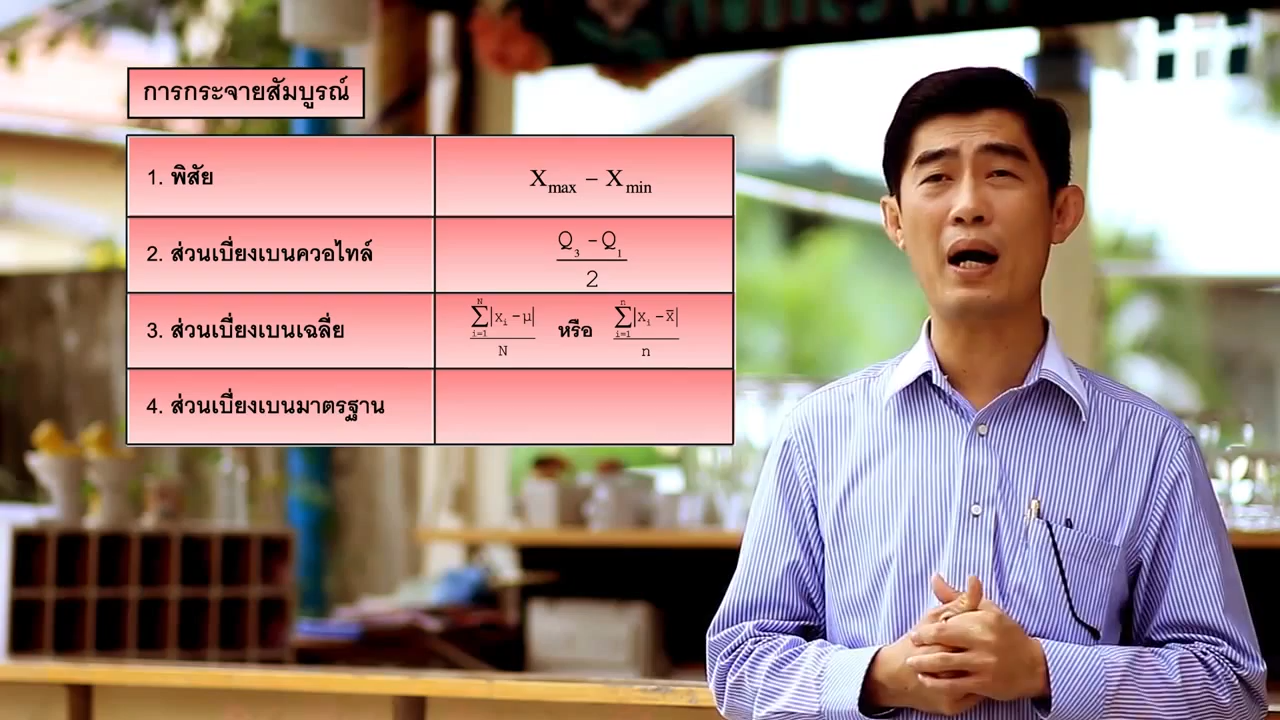 การกระจายสัมบูรณ์
1. พิสัย
X max – X min
2. ส่วนเบี่ยงเบนควอไทล์
Q3 – Q1
2
3. ส่วนเบี่ยงเบนเฉลี่ย
N ∑ i=1 |xi – μ| / N หรือ n ∑ i=1 |xi – x̄| / n
4. ส่วนเบี่ยงเบนมาตรฐาน